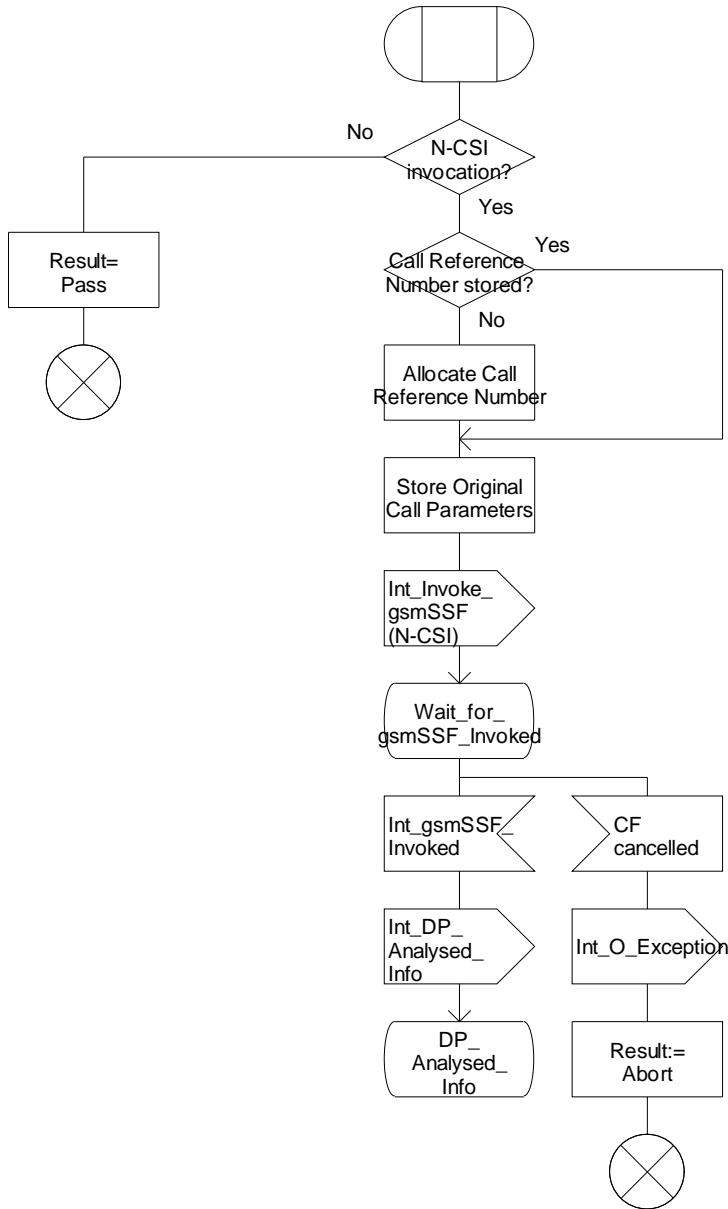 No
N-CSI
invocation?
Yes
Result=
Pass
Call Reference
Number stored?
Yes
No
Allocate Call
Reference Number
Store Original
Call Parameters
Int_Invoke_
gsmSSF
(N-CSI)
Wait_for_
gsmSSF_Invoked
Int_gsmSSF_
Invoked
CF
cancelled
Int_DP_
Analysed_
Info
Int_O_Exception
DP_
Analysed_
Info
Result:=
Abort